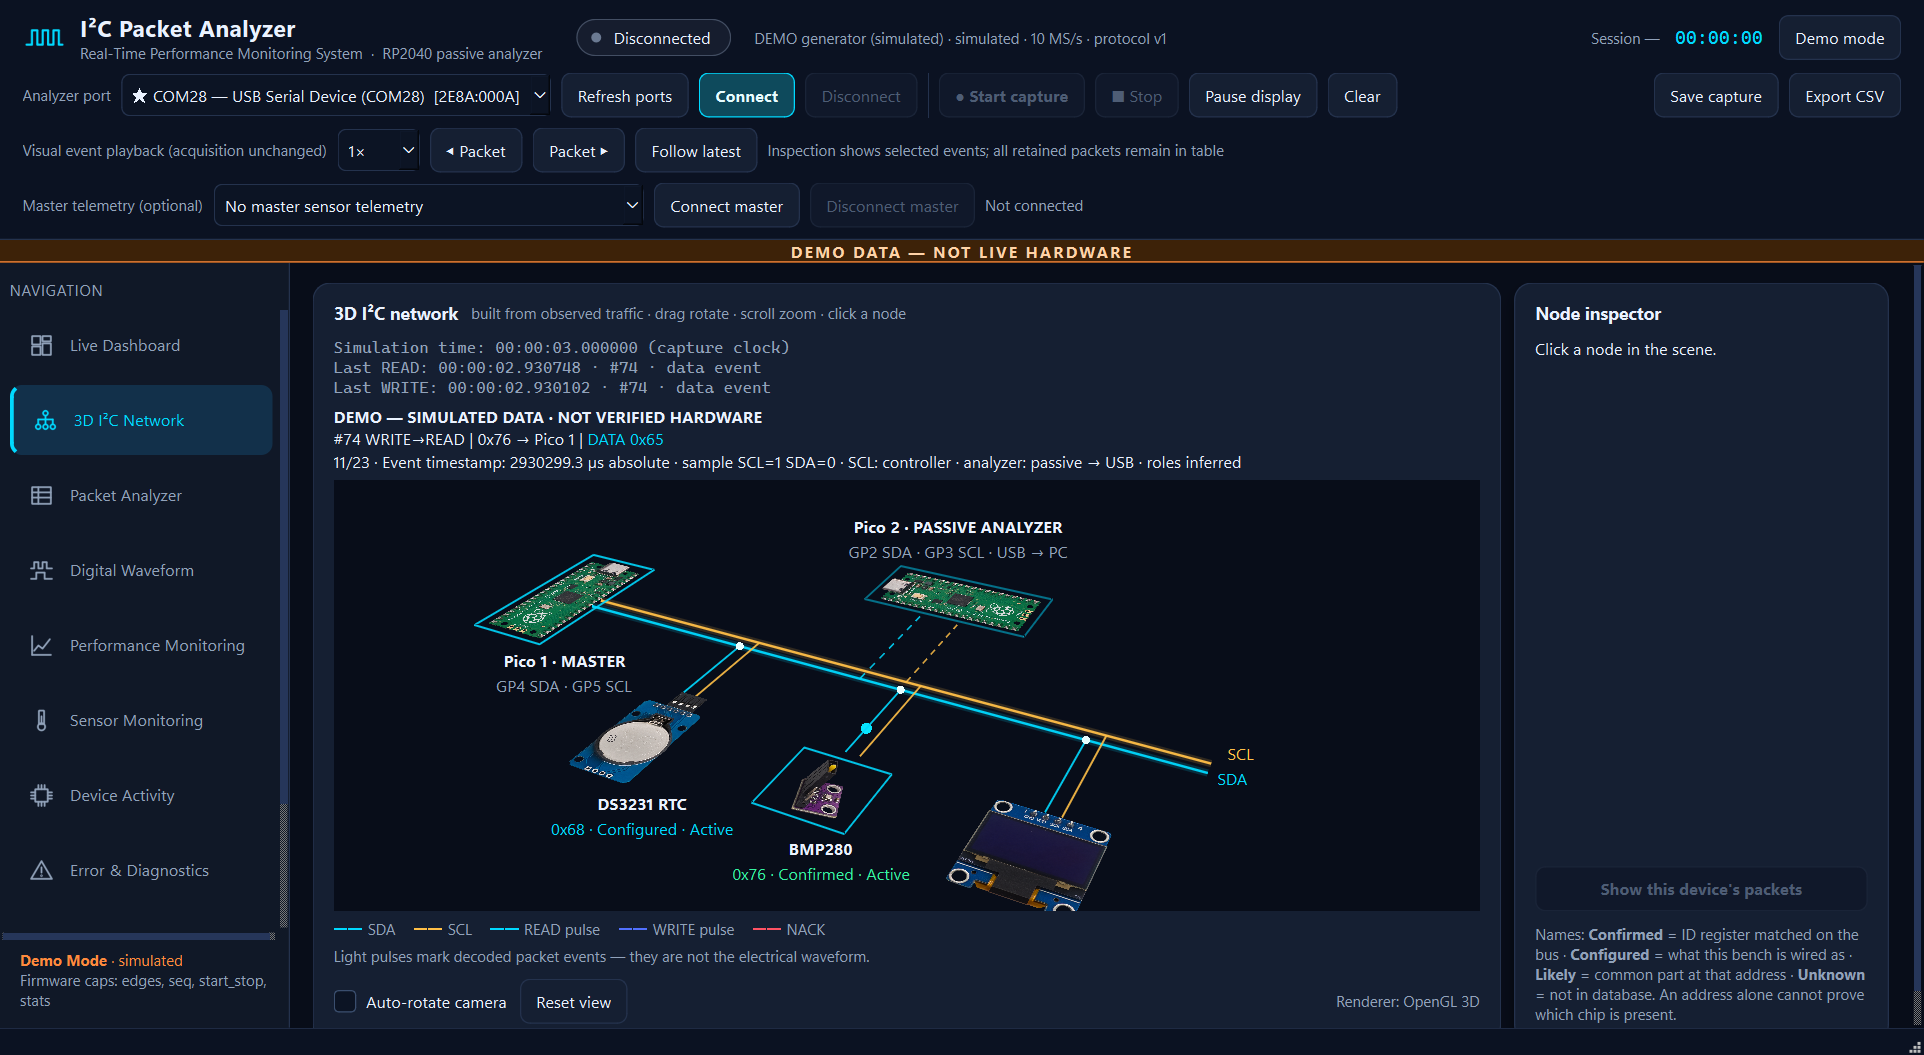 I²C Packet Analyzer
Real-Time Performance Monitoring System · RP2040 passive analyzer
Disconnected
DEMO generator (simulated) · simulated · 10 MS/s · protocol v1
Session — 00:00:00
Demo mode
Analyzer port
★ COM28 — USB Serial Device (COM28) [2E8A:000A]
Refresh ports
Connect
Disconnect
● Start capture
■ Stop
Pause display
Clear
Save capture
Export CSV
Visual event playback (acquisition unchanged)
1×
◂ Packet
Packet ▸
Follow latest
Inspection shows selected events; all retained packets remain in table
Master telemetry (optional)
No master sensor telemetry
Connect master
Disconnect master
Not connected
DEMO DATA — NOT LIVE HARDWARE
NAVIGATION
Live Dashboard
3D I²C Network
Packet Analyzer
Digital Waveform
Performance Monitoring
Sensor Monitoring
Device Activity
Error & Diagnostics
Demo Mode · simulated
Firmware caps: edges, seq, start_stop,
stats
3D I²C network built from observed traffic · drag rotate · scroll zoom · click a node
Simulation time: 00:00:03.000000 (capture clock)
Last READ: 00:00:02.930748 · #74 · data event
Last WRITE: 00:00:02.930102 · #74 · data event
DEMO — SIMULATED DATA · NOT VERIFIED HARDWARE
#74 WRITE→READ | 0x76 → Pico 1 | DATA 0x65
11/23 · Event timestamp: 2930299.3 µs absolute · sample SCL=1 SDA=0 · SCL: controller · analyzer: passive → USB · roles inferred
Pico 2 · PASSIVE ANALYZER
GP2 SDA · GP3 SCL · USB → PC
Pico 1 · MASTER
GP4 SDA · GP5 SCL
DS3231 RTC
0x68 · Configured · Active
BMP280
0x76 · Confirmed · Active
SCL
SDA
SDA
SCL
READ pulse
WRITE pulse
NACK
Light pulses mark decoded packet events — they are not the electrical waveform.
Auto-rotate camera
Reset view
Renderer: OpenGL 3D
Node inspector
Click a node in the scene.
Show this device's packets
Names: Confirmed = ID register matched on the
bus · Configured = what this bench is wired as ·
Likely = common part at that address · Unknown
= not in database. An address alone cannot prove
which chip is present.